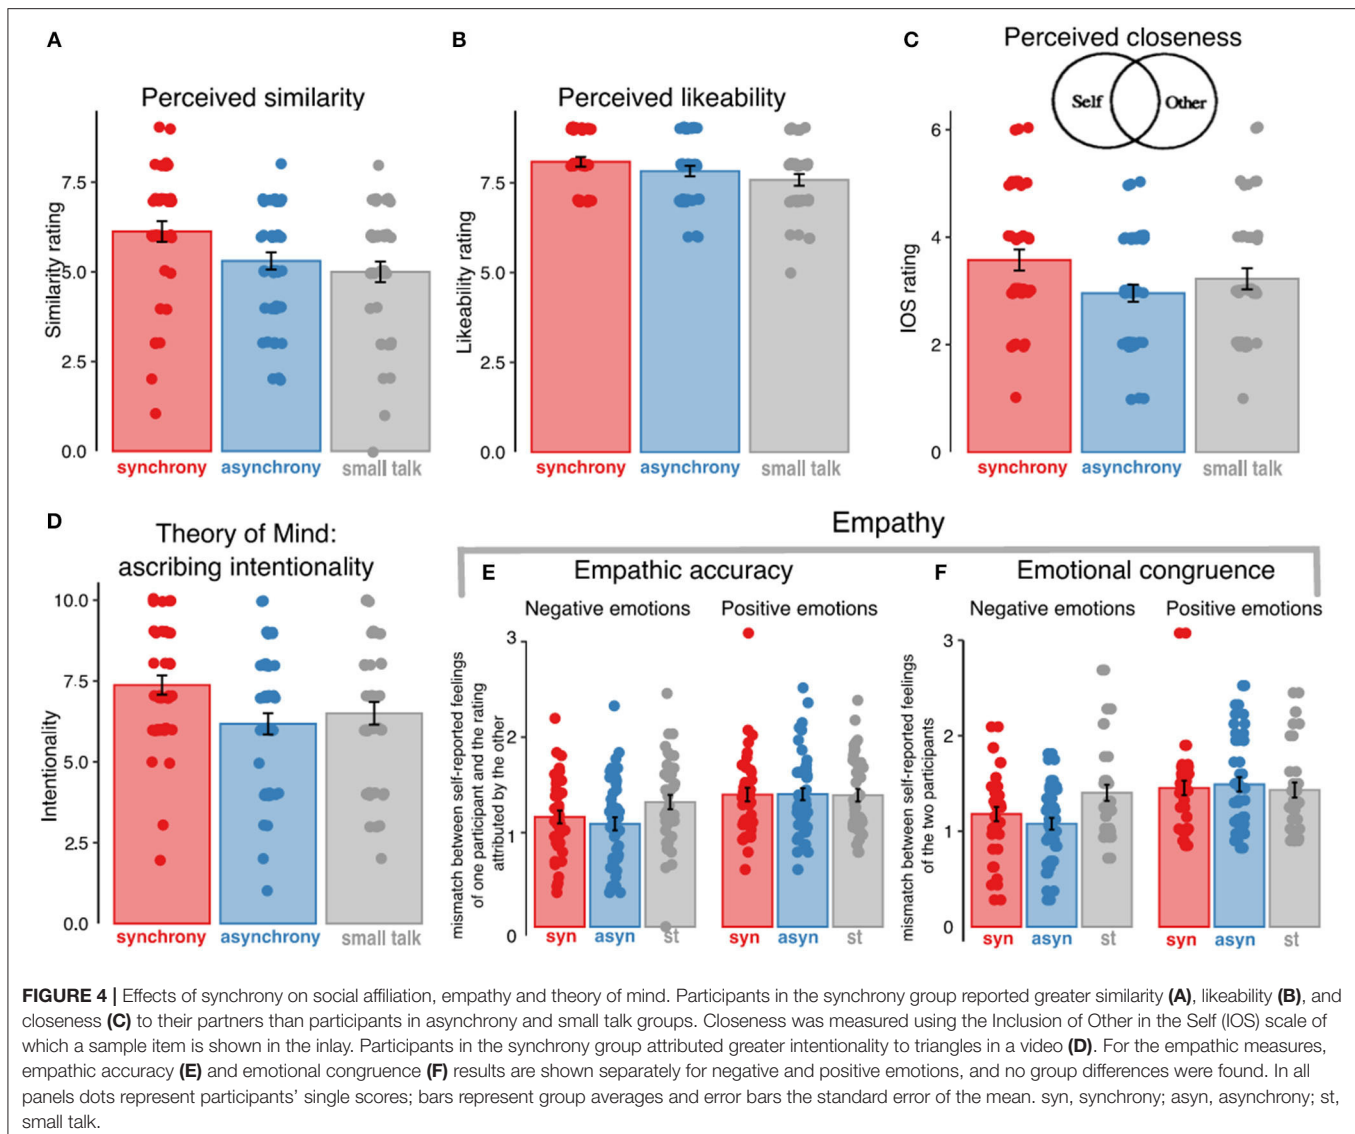 A
Perceived similarity
Similarity rating
7.5
5.0
2.5
0.0
synchrony asynchrony small talk
B
Perceived likeability
Likeability rating
7.5
5.0
2.5
0.0
synchrony asynchrony small talk
C
Perceived closeness
Self Other
IOS rating
6
4
2
0
synchrony asynchrony small talk
D
Theory of Mind:
ascribing intentionality
Intentionality
10.0
7.5
5.0
2.5
0.0
synchrony asynchrony small talk
Empathy
E
Empathic accuracy
Negative emotions Positive emotions
mismatch between self-reported feelings
of one participant and the rating
attributed by the other
3
2
1
0
syn asyn st syn asyn st
F
Emotional congruence
Negative emotions Positive emotions
mismatch between self-reported feelings
of the two participants
3
2
1
0
syn asyn st syn asyn st
FIGURE 4 | Effects of synchrony on social affiliation, empathy and theory of mind. Participants in the synchrony group reported greater similarity (A), likeability (B), and
closeness (C) to their partners than participants in asynchrony and small talk groups. Closeness was measured using the Inclusion of Other in the Self (IOS) scale of
which a sample item is shown in the inlay. Participants in the synchrony group attributed greater intentionality to triangles in a video (D). For the empathic measures,
empathic accuracy (E) and emotional congruence (F) results are shown separately for negative and positive emotions, and no group differences were found. In all
panels dots represent participants' single scores; bars represent group averages and error bars the standard error of the mean. syn, synchrony; asyn, asynchrony; st,
small talk.